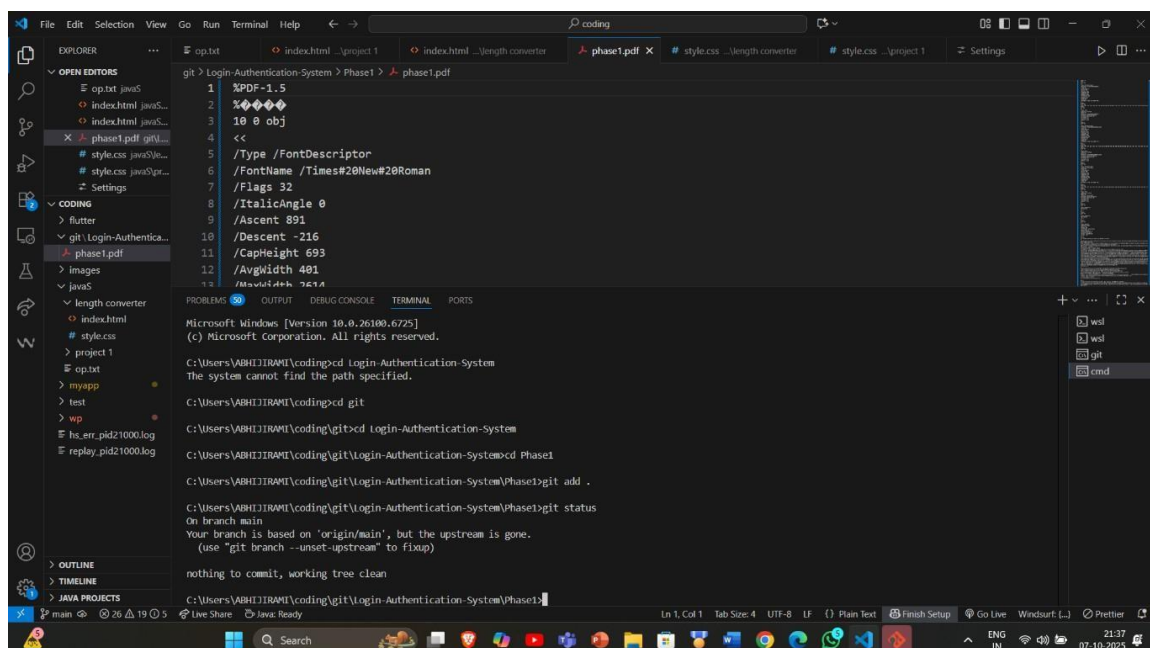 File Edit Selection View Go Run Terminal Help
coding
EXPLORER
OPEN EDITORS
op.txt javaS
index.html javaS...
index.html javaS...
phase1.pdf git\L...
style.css javaS\le...
style.css javaS\pr...
Settings
CODING
flutter
git\Login-Authentica...
phase1.pdf
images
javaS
length converter
index.html
style.css
project 1
op.txt
myapp
test
wp
hs_err_pid21000.log
replay_pid21000.log
OUTLINE
TIMELINE
JAVA PROJECTS
op.txt index.html ...\project 1 index.html ...\length converter phase1.pdf style.css ...\length converter style.css ...\project 1 Settings
git > Login-Authentication-System > Phase1 > phase1.pdf
1 %PDF-1.5
2 %����
3 10 0 obj
4 <<
5 /Type /FontDescriptor
6 /FontName /Times#20New#20Roman
7 /Flags 32
8 /ItalicAngle 0
9 /Ascent 891
10 /Descent -216
11 /CapHeight 693
12 /AvgWidth 401
13 /MaxWidth 2614
PROBLEMS 50 OUTPUT DEBUG CONSOLE TERMINAL PORTS
Microsoft Windows [Version 10.0.26100.6725]
(c) Microsoft Corporation. All rights reserved.
C:\Users\ABHIJIRAMI\coding>cd Login-Authentication-System
The system cannot find the path specified.
C:\Users\ABHIJIRAMI\coding>cd git
C:\Users\ABHIJIRAMI\coding\git>cd Login-Authentication-System
C:\Users\ABHIJIRAMI\coding\git\Login-Authentication-System>cd Phase1
C:\Users\ABHIJIRAMI\coding\git\Login-Authentication-System\Phase1>git add .
C:\Users\ABHIJIRAMI\coding\git\Login-Authentication-System\Phase1>git status
On branch main
Your branch is based on 'origin/main', but the upstream is gone.
(use "git branch --unset-upstream" to fixup)
nothing to commit, working tree clean
C:\Users\ABHIJIRAMI\coding\git\Login-Authentication-System\Phase1>
wsl
wsl
git
cmd
main 26 19 5 Live Share Java: Ready Ln 1, Col 1 Tab Size: 4 UTF-8 LF {} Plain Text Finish Setup Go Live Windsurf: {...} Prettier
5 Search ENG IN 21:37 07-10-2025